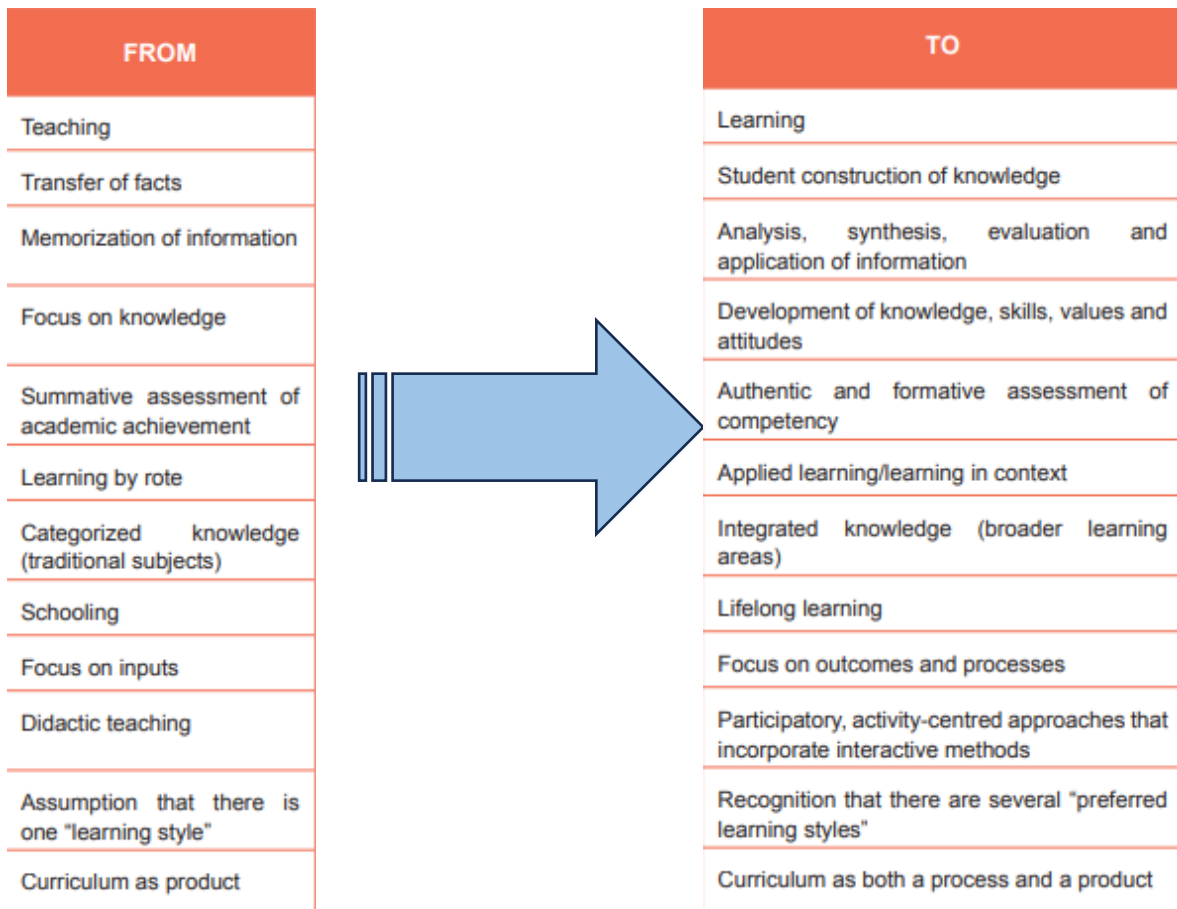 FROM
Teaching
Transfer of facts
Memorization of information
Focus on knowledge
Summative assessment of
academic achievement
Learning by rote
Categorized knowledge
(traditional subjects)
Schooling
Focus on inputs
Didactic teaching
Assumption that there is
one “learning style”
Curriculum as product
TO
Learning
Student construction of knowledge
Analysis, synthesis, evaluation and
application of information
Development of knowledge, skills, values and
attitudes
Authentic and formative assessment of
competency
Applied learning/learning in context
Integrated knowledge (broader learning
areas)
Lifelong learning
Focus on outcomes and processes
Participatory, activity-centred approaches that
incorporate interactive methods
Recognition that there are several “preferred
learning styles”
Curriculum as both a process and a product